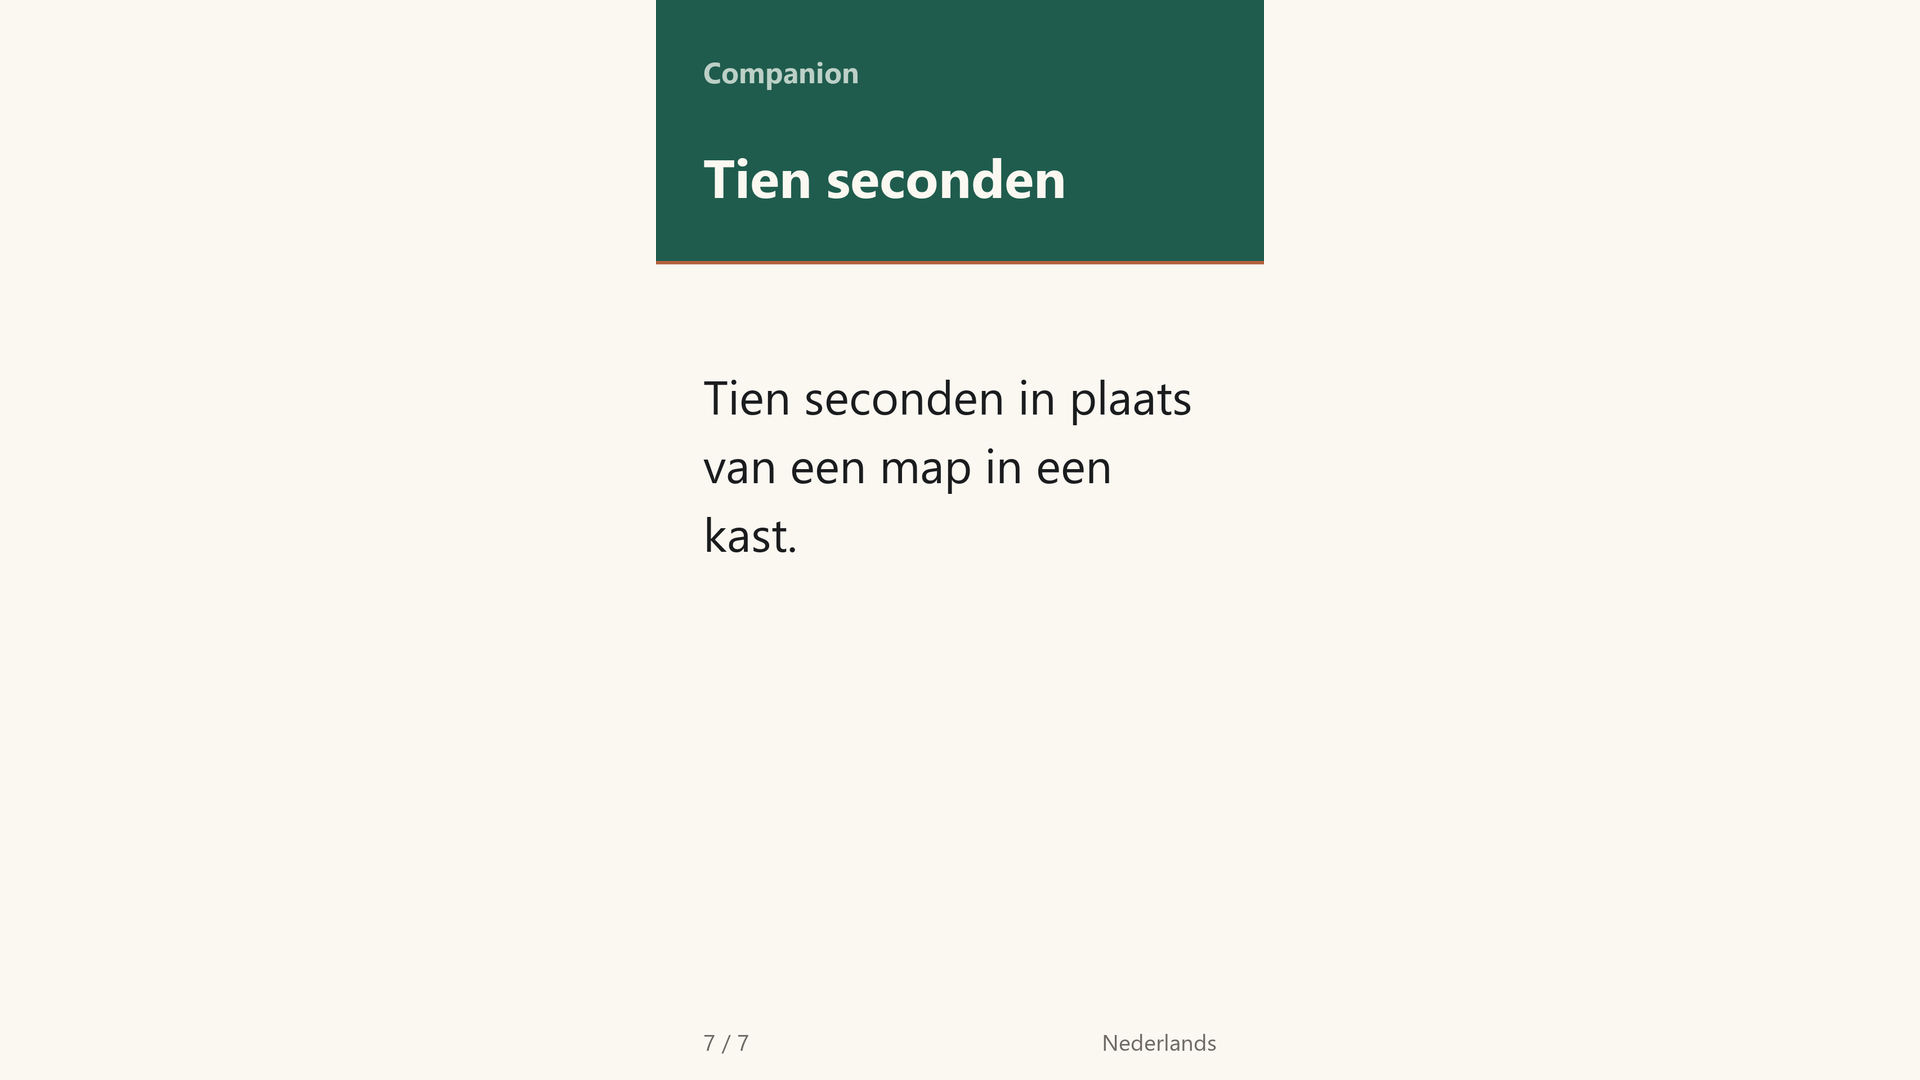 Companion
Tien seconden
Tien seconden in plaats
van een map in een
kast.
7 / 7
Nederlands